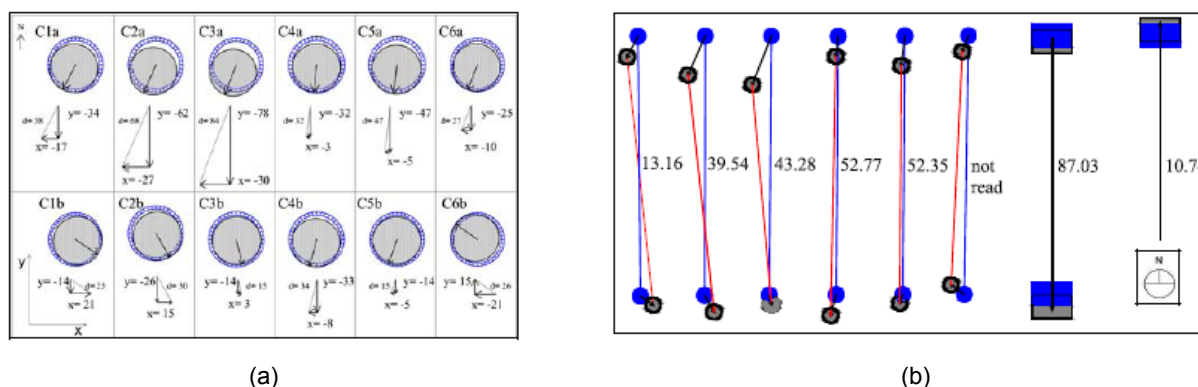 N
C1a C2a C3a C4a C5a C6a
d= 38 y= -34 d= 68 y= -62 d= 84 y= -78 d= 32 y= -32 d= 47 y= -47 d= 27 y= -25
x= -17 x= -27 x= -30 x= -3 x= -5 x= -10
C1b C2b C3b C4b C5b C6b
y= -14 d= 25 y= -26 d= 30 y= -14 d= 15 d= 34 y= -33 d= 15 y= -14 y= 15 d= 26
x= 21 x= 15 x= 3 x= -8 x= -5 x= -21
y
x
13.16 39.54 43.28 52.77 52.35 not read 87.03
N
(a) (b)